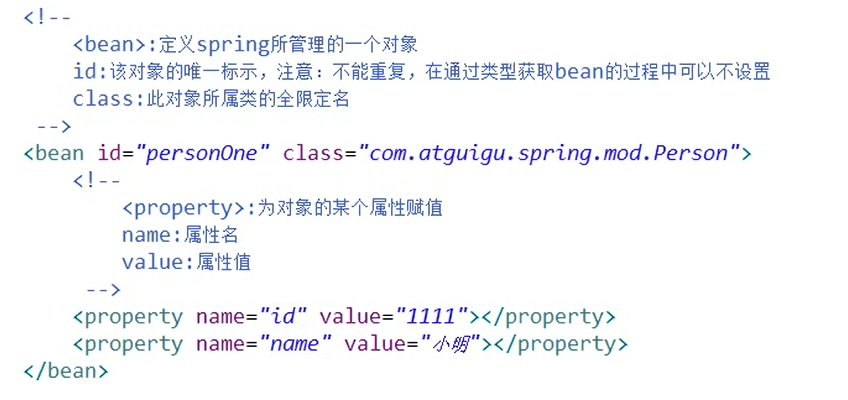 <!--
<bean>:定义spring所管理的一个对象
id:该对象的唯一标示，注意：不能重复，在通过类型获取bean的过程中可以不设置
class:此对象所属类的全限定名
-->
<bean id="personOne" class="com.atguigu.spring.mod.Person">
<!--
<property>:为对象的某个属性赋值
name:属性名
value:属性值
-->
<property name="id" value="1111"></property>
<property name="name" value="小明"></property>
</bean>